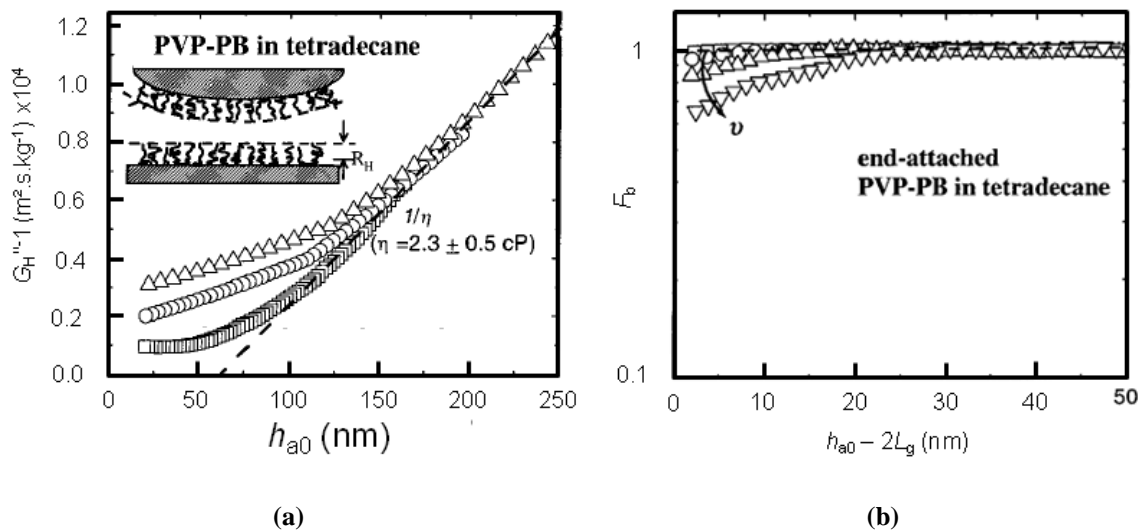 1.2
1.0
0.8
0.6
0.4
0.2
0.0
G_H''-1 (m².s.kg-1) x10⁴
PVP-PB in tetradecane
R_H
1/η
(η =2.3 ± 0.5 cP)
0 50 100 150 200 250
h_a0 (nm)
(a)
1
0.1
F_b
υ
end-attached
PVP-PB in tetradecane
0 10 20 30 40 50
h_a0 – 2L_g (nm)
(b)